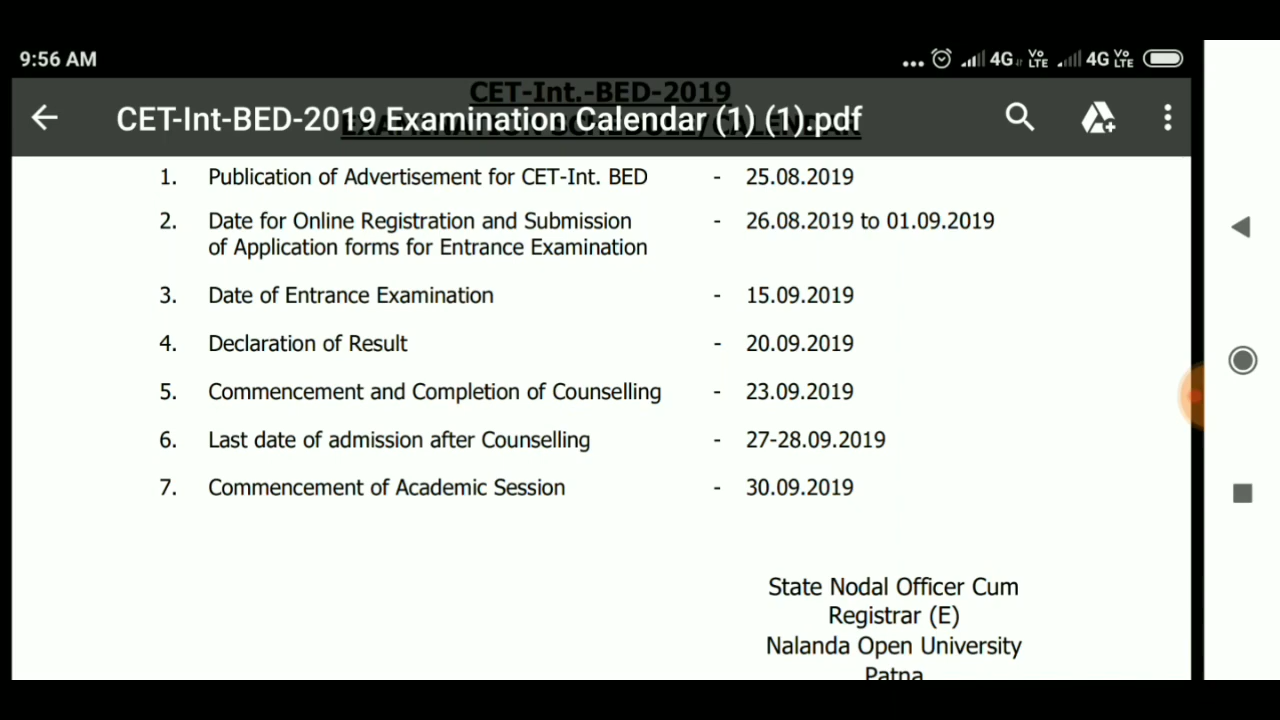 9:56 AM
4G Vo LTE 4G Vo LTE
CET-Int.-BED-2019
CET-Int-BED-2019 Examination Calendar (1) (1).pdf
1. Publication of Advertisement for CET-Int. BED - 25.08.2019
2. Date for Online Registration and Submission - 26.08.2019 to 01.09.2019
of Application forms for Entrance Examination
3. Date of Entrance Examination - 15.09.2019
4. Declaration of Result - 20.09.2019
5. Commencement and Completion of Counselling - 23.09.2019
6. Last date of admission after Counselling - 27-28.09.2019
7. Commencement of Academic Session - 30.09.2019
State Nodal Officer Cum
Registrar (E)
Nalanda Open University
Patna